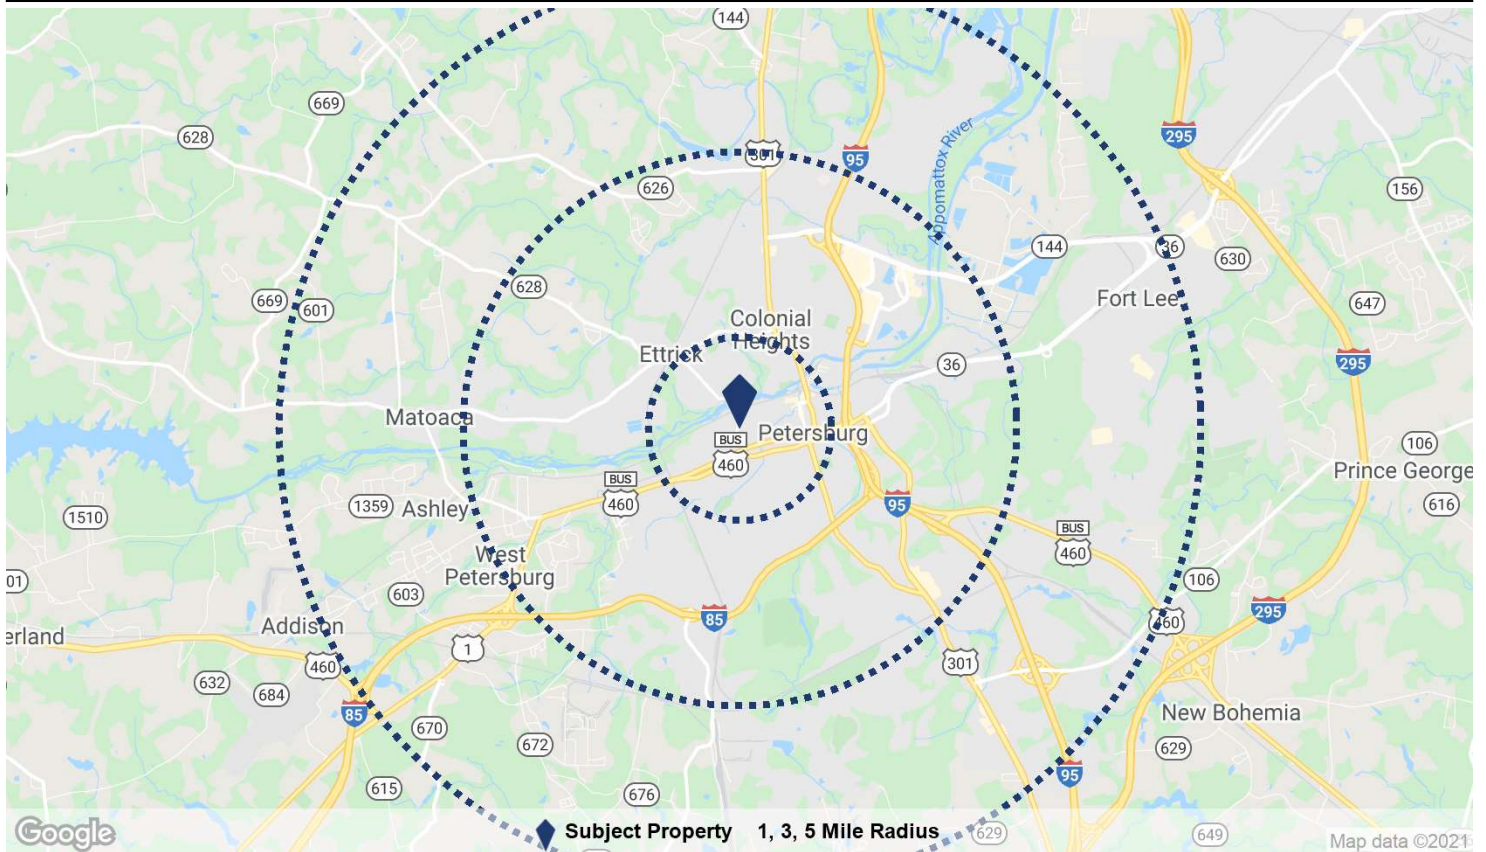 144
669
628
295
301
95
626
156
Appomattox River
144
36
630
628
669
601
Fort Lee
647
Colonial
Heights
Ettrick
295
36
Matoaca
Petersburg
BUS
460
106
Prince George
616
BUS
460
1359
Ashley
1510
95
BUS
460
West
Petersburg
01
603
106
295
85
460
Addison
erland
1
460
301
632
684
85
New Bohemia
670
672
629
95
615
676
Google
Subject Property 1, 3, 5 Mile Radius
629
649
Map data ©2021